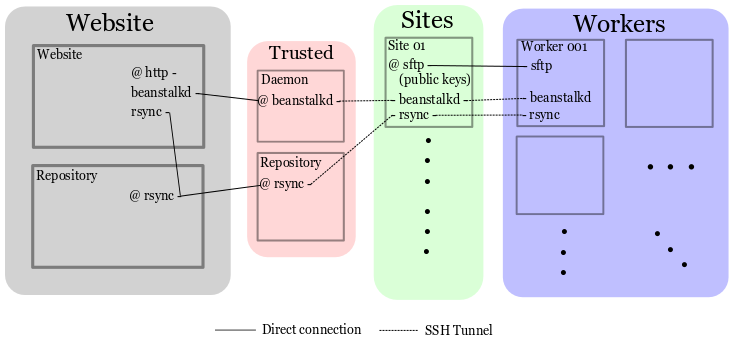 Website
Website
@ http -
beanstalkd -
rsync -
Repository
@ rsync -
Trusted
Daemon
@ beanstalkd -
Repository
@ rsync -
Sites
Site 01
@ sftp -
(public keys)
- beanstalkd -
- rsync -
Workers
Worker 001
- sftp
- beanstalkd
- rsync
Direct connection
SSH Tunnel